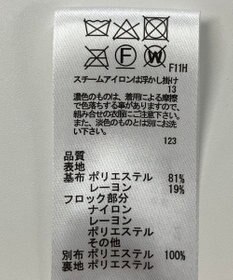 F11H
スチームアイロンは浮かし掛け
13
濃色のものは、着用による摩擦
で色落ちする事がありますので、
組み合せの衣服にご注意下さい。
また、淡色のものとは別にお洗
い下さい。
123
品質
表地
基布 ポリエステル 81%
レーヨン 19%
フロック部分
ナイロン
レーヨン
ポリエステル
その他
別布 ポリエステル 100%
裏地 ポリエステル